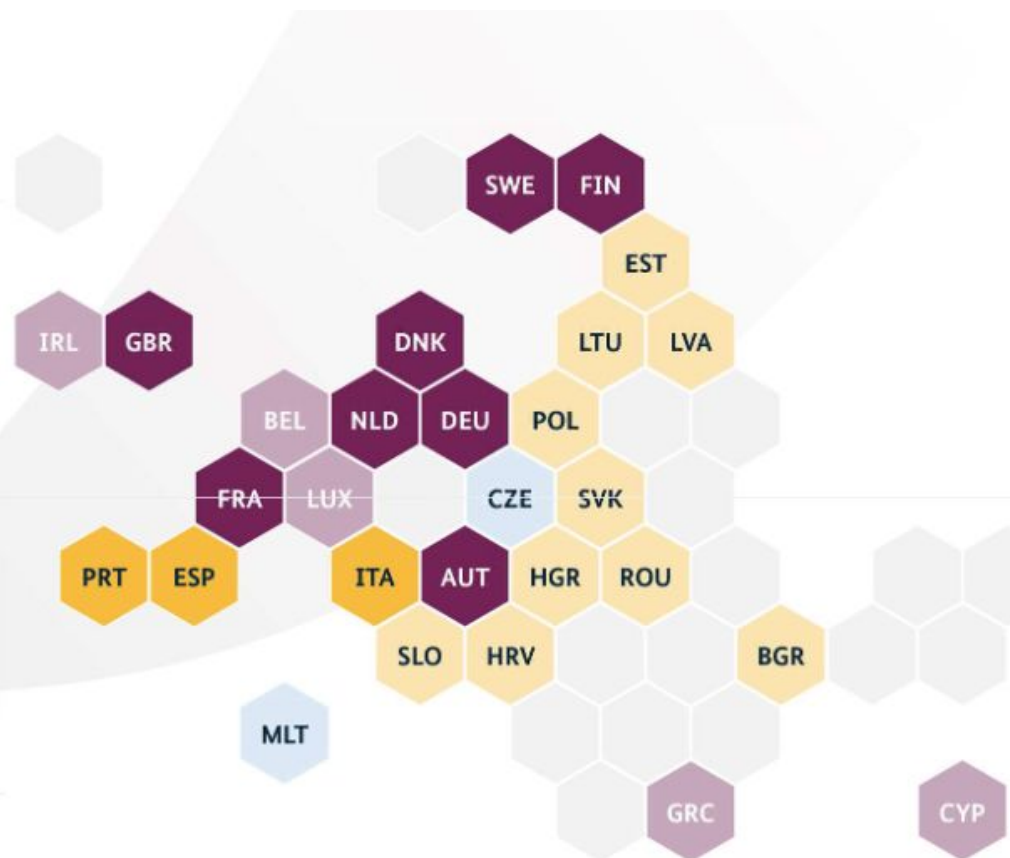 SWE FIN
EST
IRL GBR DNK LTU LVA
BEL NLD DEU POL
FRA LUX CZE SVK
PRT ESP ITA AUT HGR ROU
SLO HRV BGR
MLT
GRC CYP